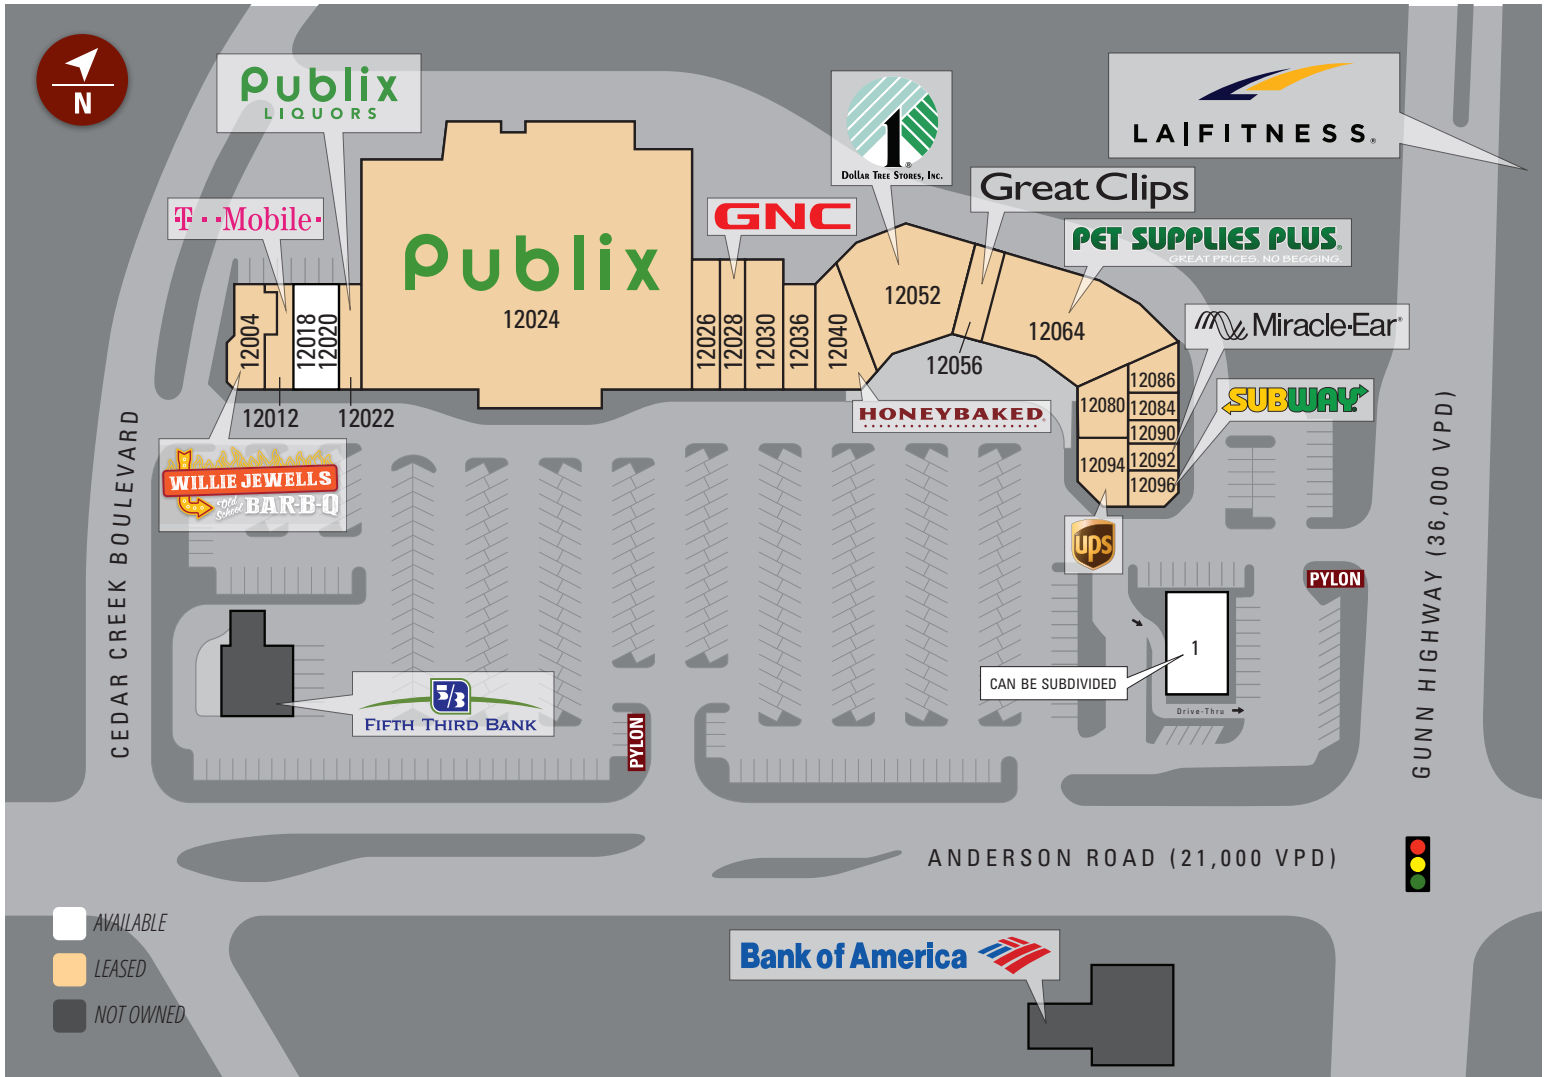 N
Publix
LIQUORS
T··Mobile·
Publix
12024
GNC
1
Dollar Tree Stores, Inc.
Great Clips
LA|FITNESS®
PET SUPPLIES PLUS®
GREAT PRICES. NO BEGGING.
Miracle-Ear®
SUBWAY
HONEYBAKED
ups
WILLIE JEWELLS
Old School
BAR-B-Q
12004
12012
12018
12020
12022
12026
12028
12030
12036
12040
12052
12056
12064
12080
12086
12084
12090
12092
12094
12096
CEDAR CREEK BOULEVARD
GUNN HIGHWAY (36,000 VPD)
PYLON
1
CAN BE SUBDIVIDED
Drive-Thru
5/3
FIFTH THIRD BANK
PYLON
ANDERSON ROAD (21,000 VPD)
Bank of America
AVAILABLE
LEASED
NOT OWNED